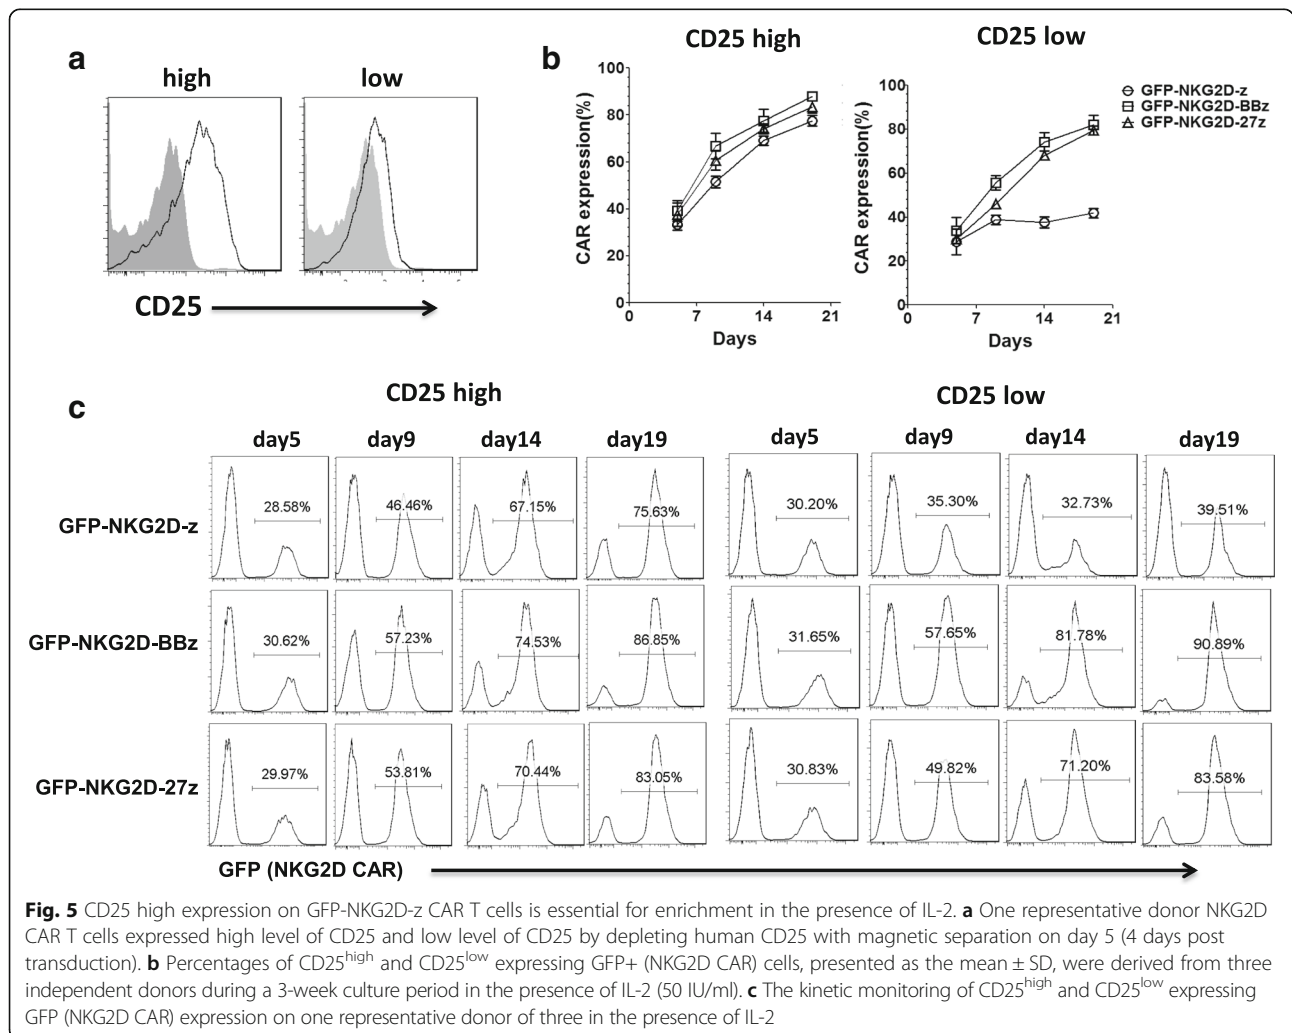 a
high low
CD25
b
CD25 high
CAR expression(%)
100
80
60
40
20
0
0 7 14 21
Days
CD25 low
CAR expression(%)
100
80
60
40
20
0
0 7 14 21
Days
GFP-NKG2D-z
GFP-NKG2D-BBz
GFP-NKG2D-27z
c
CD25 high CD25 low
day5 day9 day14 day19 day5 day9 day14 day19
GFP-NKG2D-z 28.58% 46.46% 67.15% 75.63% 30.20% 35.30% 32.73% 39.51%
GFP-NKG2D-BBz 30.62% 57.23% 74.53% 86.85% 31.65% 57.65% 81.78% 90.89%
GFP-NKG2D-27z 29.97% 53.81% 70.44% 83.05% 30.83% 49.82% 71.20% 83.58%
GFP (NKG2D CAR)
Fig. 5 CD25 high expression on GFP-NKG2D-z CAR T cells is essential for enrichment in the presence of IL-2. a One representative donor NKG2D
CAR T cells expressed high level of CD25 and low level of CD25 by depleting human CD25 with magnetic separation on day 5 (4 days post
transduction). b Percentages of CD25high and CD25low expressing GFP+ (NKG2D CAR) cells, presented as the mean ± SD, were derived from three
independent donors during a 3-week culture period in the presence of IL-2 (50 IU/ml). c The kinetic monitoring of CD25high and CD25low expressing
GFP (NKG2D CAR) expression on one representative donor of three in the presence of IL-2